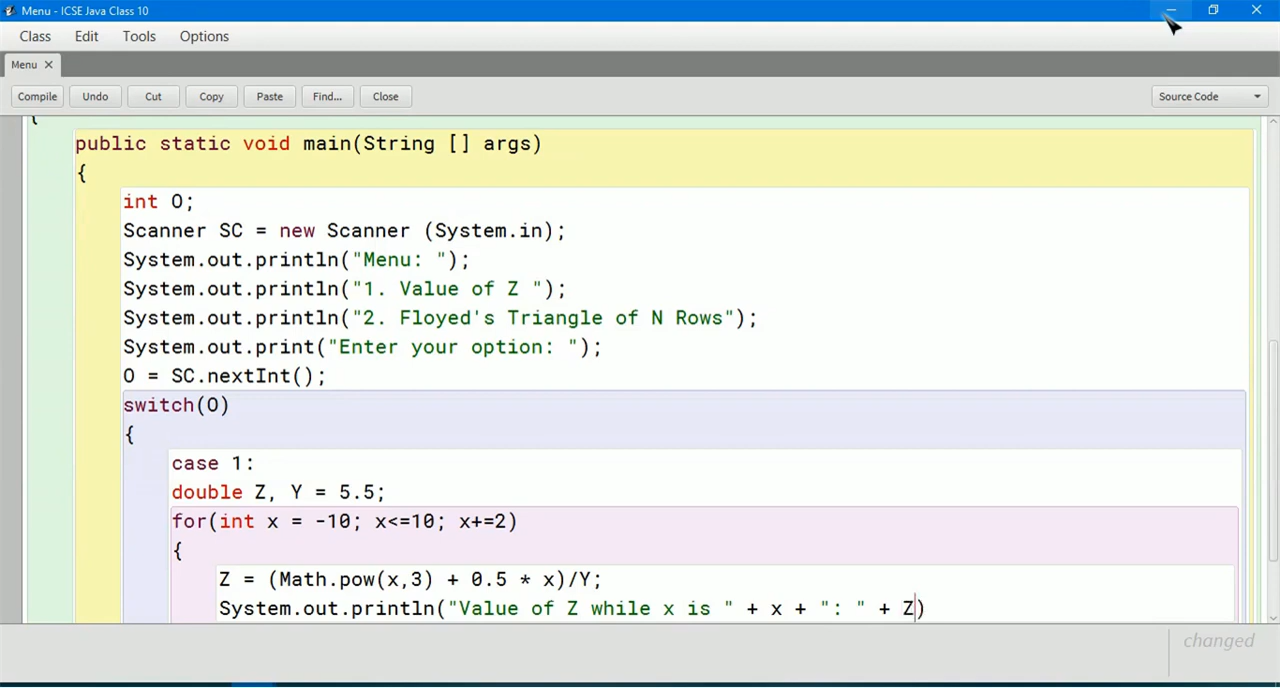 Menu - ICSE Java Class 10
Class Edit Tools Options
Menu
Compile Undo Cut Copy Paste Find... Close Source Code
{
public static void main(String [] args)
{
int O;
Scanner SC = new Scanner (System.in);
System.out.println("Menu: ");
System.out.println("1. Value of Z ");
System.out.println("2. Floyed's Triangle of N Rows");
System.out.print("Enter your option: ");
O = SC.nextInt();
switch(O)
{
case 1:
double Z, Y = 5.5;
for(int x = -10; x<=10; x+=2)
{
Z = (Math.pow(x,3) + 0.5 * x)/Y;
System.out.println("Value of Z while x is " + x + ": " + Z)
changed